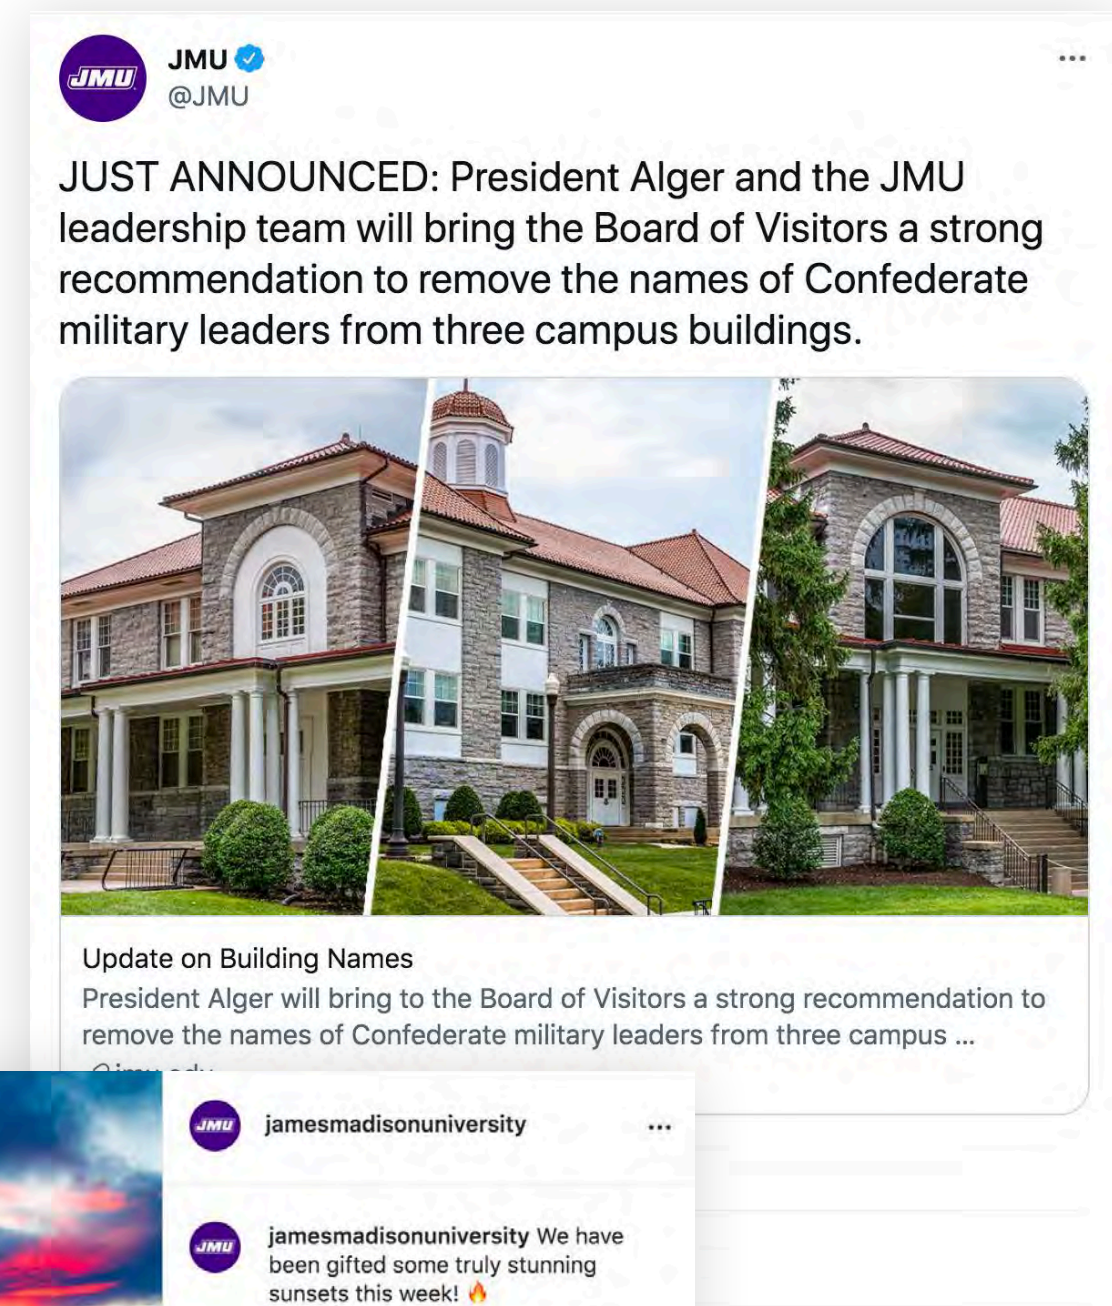 JMU
JMU
@JMU
JUST ANNOUNCED: President Alger and the JMU
leadership team will bring the Board of Visitors a strong
recommendation to remove the names of Confederate
military leaders from three campus buildings.
Update on Building Names
President Alger will bring to the Board of Visitors a strong recommendation to
remove the names of Confederate military leaders from three campus ...
jmu.edu
JMU
jamesmadisonuniversity
JMU
jamesmadisonuniversity We have
been gifted some truly stunning
sunsets this week! 🔥